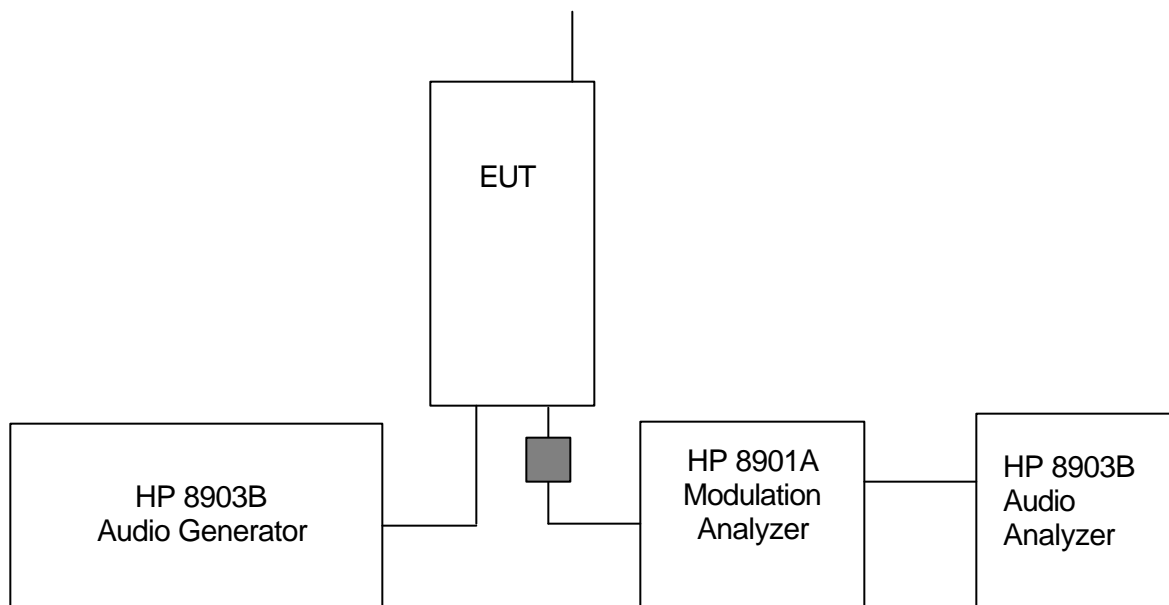 EUT
HP 8903B
Audio Generator
HP 8901A
Modulation
Analyzer
HP 8903B
Audio
Analyzer